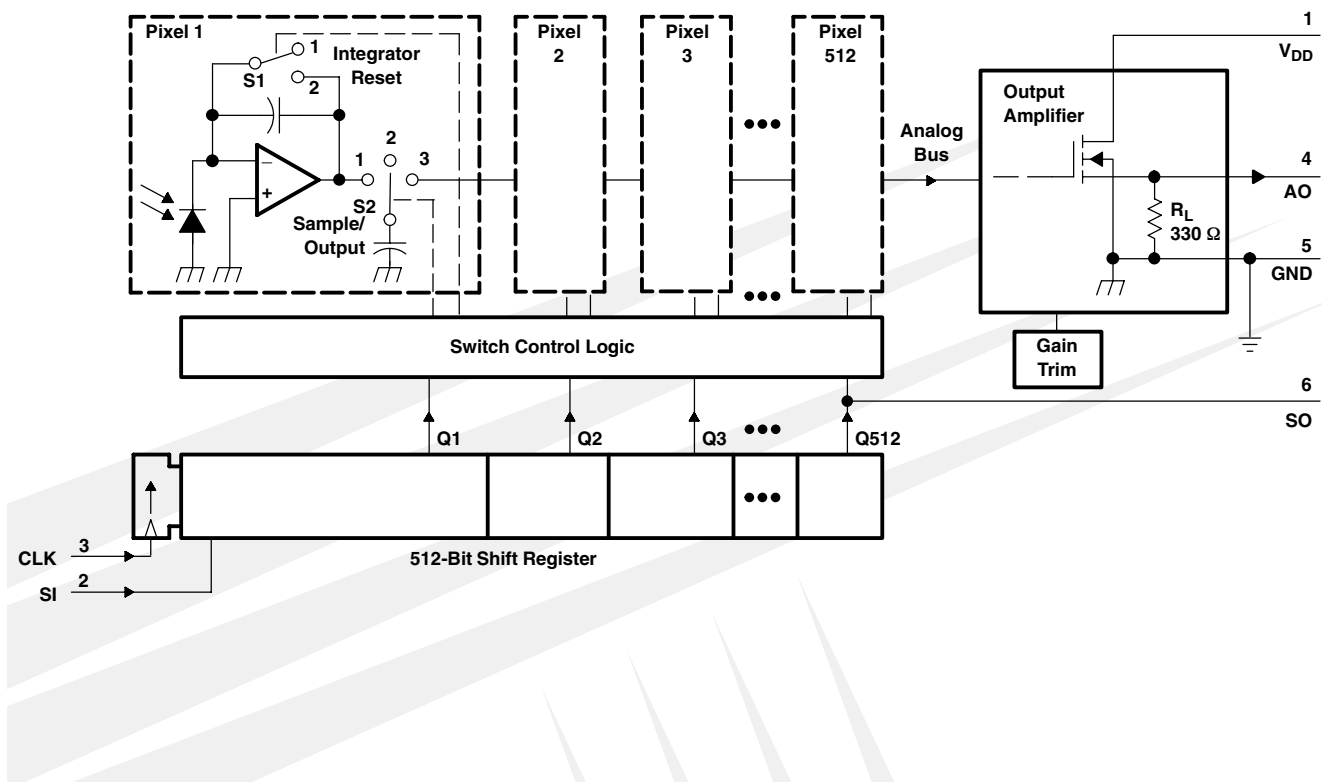 Pixel 1
1
Integrator
Reset
S1
2
2
1
3
S2
Sample/
Output
−
+
Pixel
2
Pixel
3
Pixel
512
Analog
Bus
Output
Amplifier
RL
330 Ω
1
VDD
4
AO
5
GND
Gain
Trim
Switch Control Logic
6
SO
Q1
Q2
Q3
Q512
CLK
3
SI
2
512-Bit Shift Register